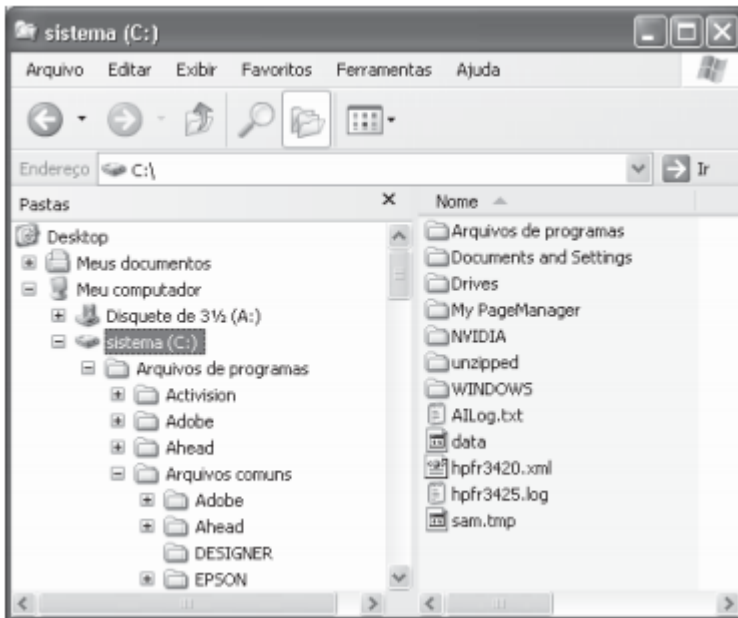 sistema (C:)
Arquivo Editar Exibir Favoritos Ferramentas Ajuda
Endereço C:\ Ir
Pastas
Desktop
Meus documentos
Meu computador
Disquete de 3½ (A:)
sistema (C:)
Arquivos de programas
Activision
Adobe
Ahead
Arquivos comuns
Adobe
Ahead
DESIGNER
EPSON
Nome
Arquivos de programas
Documents and Settings
Drives
My PageManager
NVIDIA
unzipped
WINDOWS
AILog.txt
data
hpfr3420.xml
hpfr3425.log
sam.tmp